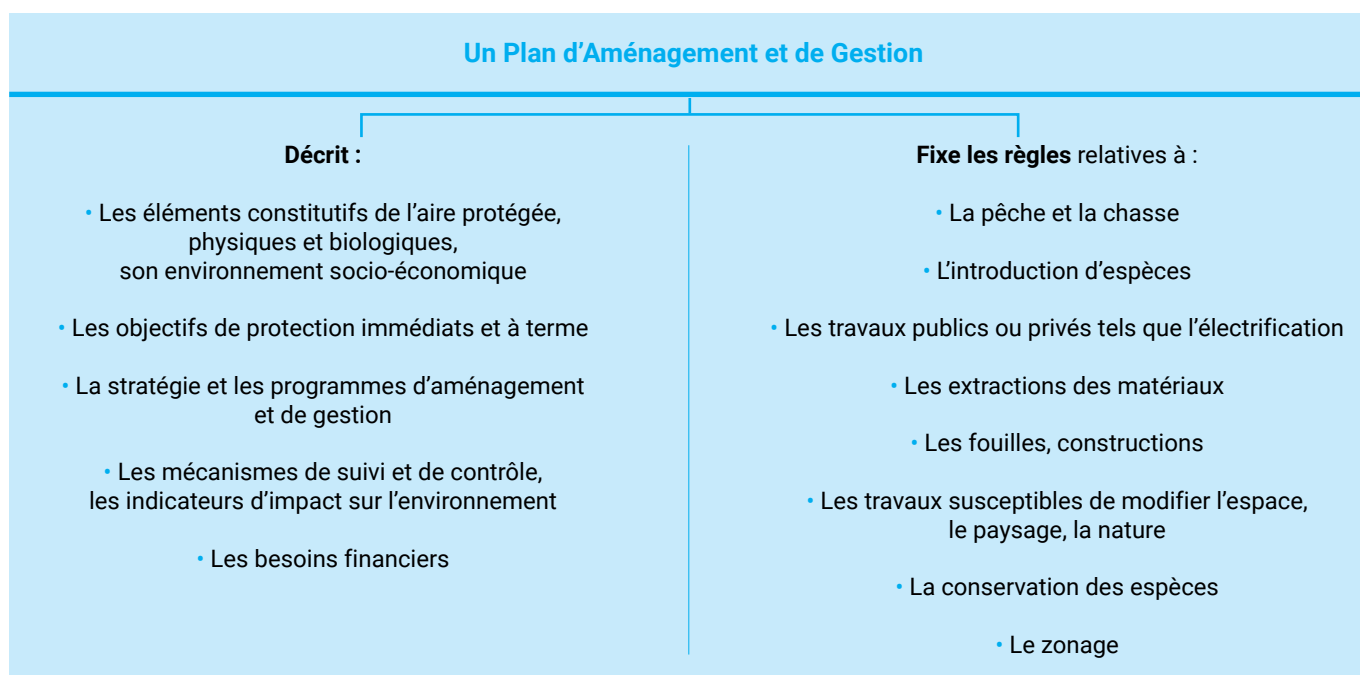 Un Plan d’Aménagement et de Gestion
Décrit :
• Les éléments constitutifs de l’aire protégée,
physiques et biologiques,
son environnement socio-économique
• Les objectifs de protection immédiats et à terme
• La stratégie et les programmes d’aménagement
et de gestion
• Les mécanismes de suivi et de contrôle,
les indicateurs d’impact sur l’environnement
• Les besoins financiers
Fixe les règles relatives à :
• La pêche et la chasse
• L’introduction d’espèces
• Les travaux publics ou privés tels que l’électrification
• Les extractions des matériaux
• Les fouilles, constructions
• Les travaux susceptibles de modifier l’espace,
le paysage, la nature
• La conservation des espèces
• Le zonage